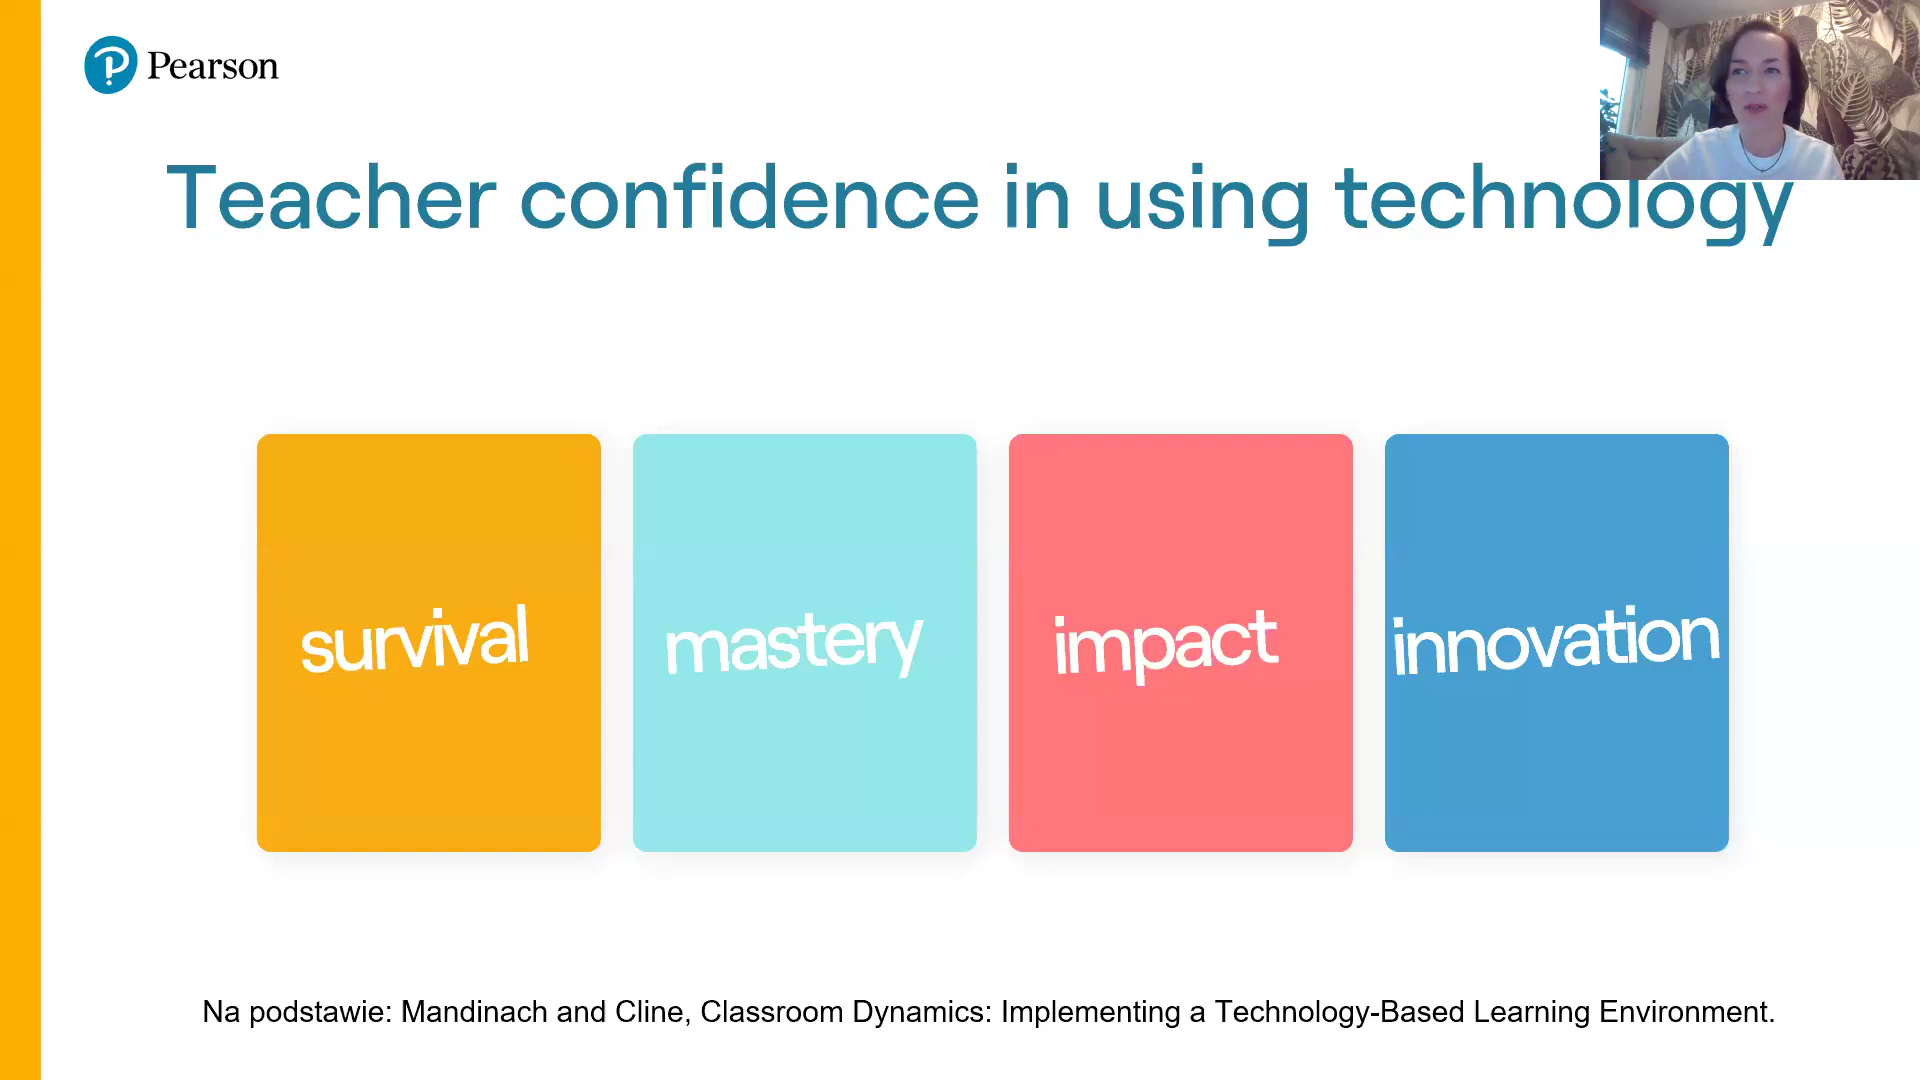 Pearson
Teacher confidence in using technology
survival
mastery
impact
innovation
Na podstawie: Mandinach and Cline, Classroom Dynamics: Implementing a Technology-Based Learning Environment.